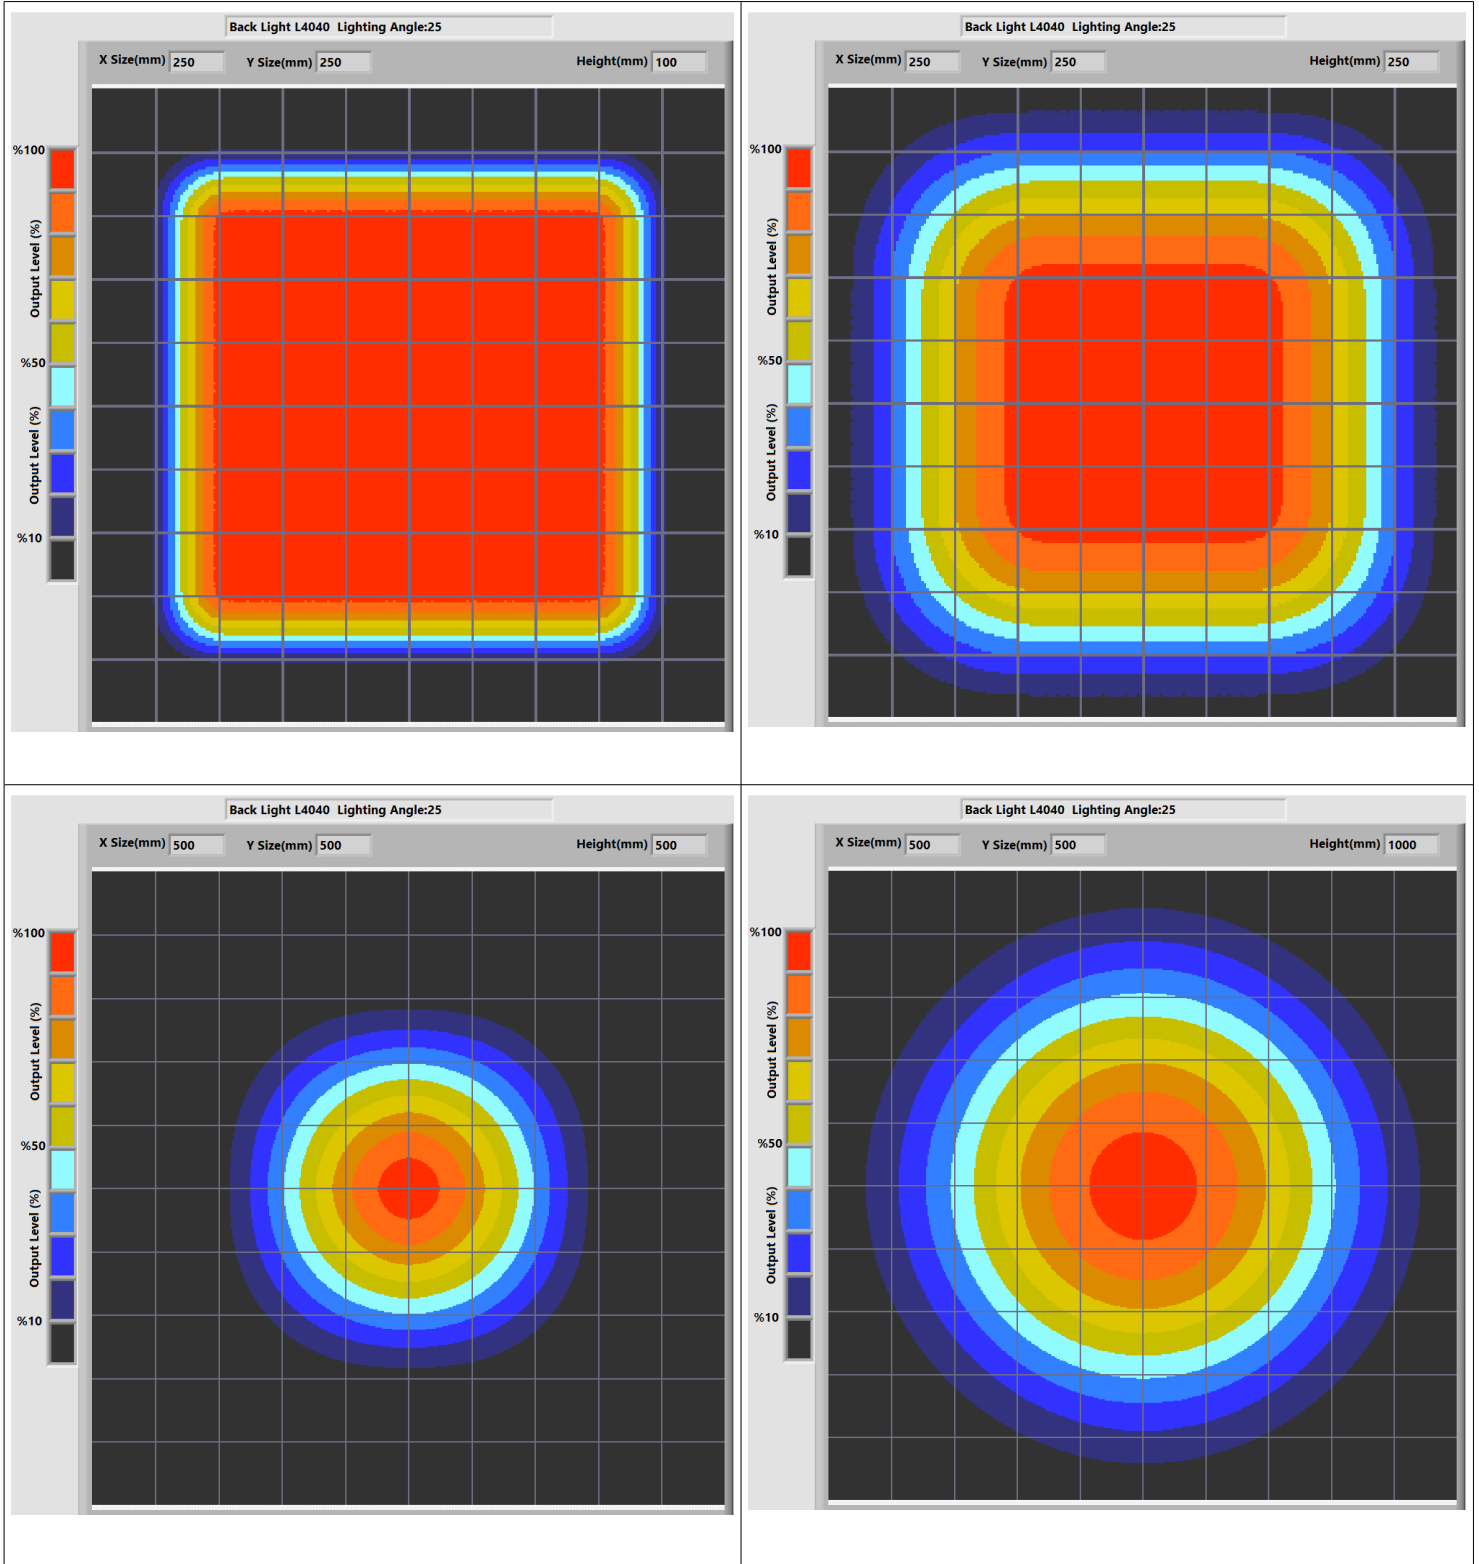 Back Light L4040 Lighting Angle:25
X Size(mm) 250 Y Size(mm) 250 Height(mm) 100
%100
Output Level (%)
%50
Output Level (%)
%10
Back Light L4040 Lighting Angle:25
X Size(mm) 250 Y Size(mm) 250 Height(mm) 250
%100
Output Level (%)
%50
Output Level (%)
%10
Back Light L4040 Lighting Angle:25
X Size(mm) 500 Y Size(mm) 500 Height(mm) 500
%100
Output Level (%)
%50
Output Level (%)
%10
Back Light L4040 Lighting Angle:25
X Size(mm) 500 Y Size(mm) 500 Height(mm) 1000
%100
Output Level (%)
%50
Output Level (%)
%10